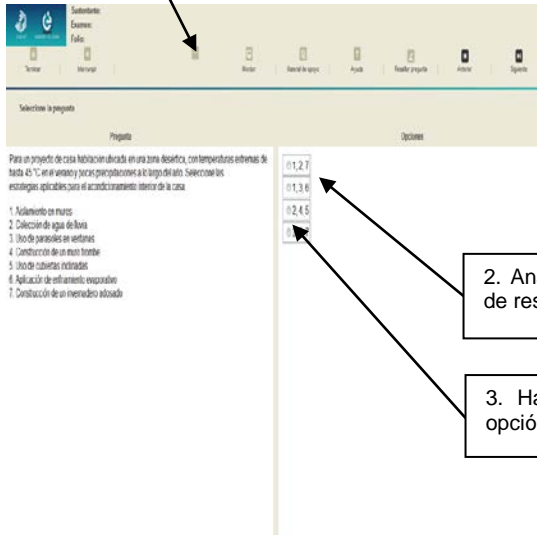 Sustentante:
Examen:
Folio:
Terminar
Interrumpir
Mostrar
Material de apoyo
Ayuda
Resaltar pregunta
Anterior
Siguiente
Seleccione la pregunta
Pregunta
Opciones
Para un proyecto de casa habitación ubicada en una zona desértica, con temperaturas extremas de
hasta 45 °C en el verano y pocas precipitaciones a lo largo del año. Seleccione las
estrategias aplicables para el acondicionamiento interior de la casa
1. Aislamiento en muros
2. Colección de agua de lluvia
3. Uso de parasoles en ventanas
4. Construcción de un muro trombe
5. Uso de cubiertas inclinadas
6. Aplicación de enfriamiento evaporativo
7. Construcción de un invernadero adosado
1, 2, 7
1, 3, 6
2, 4, 5
2. An
de res
3. Ha
opció